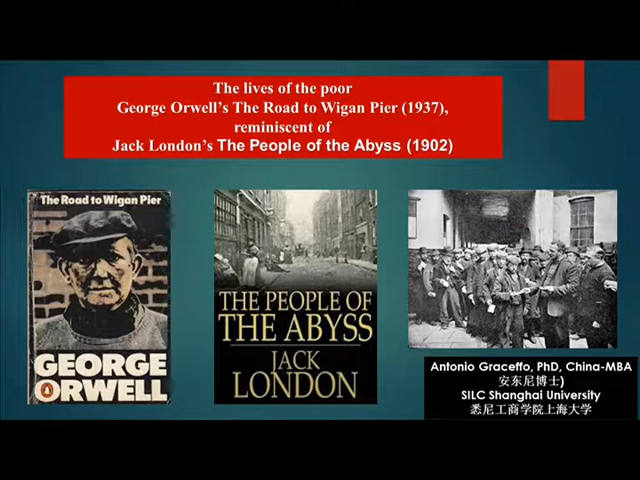 The lives of the poor
George Orwell's The Road to Wigan Pier (1937),
reminiscent of
Jack London's The People of the Abyss (1902)
The Road to Wigan Pier
GEORGE
ORWELL
THE PEOPLE OF
THE ABYSS
JACK
LONDON
Antonio Graceffo, PhD, China-MBA
安东尼博士)
SILC Shanghai University
悉尼工商学院上海大学